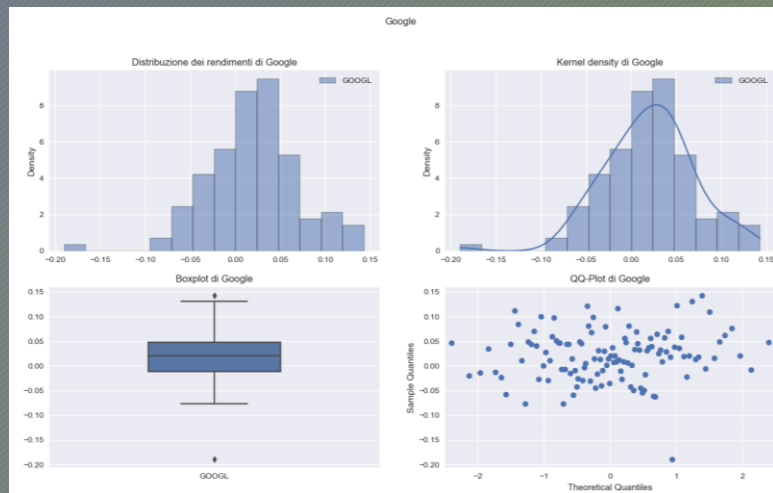 Google
Distribuzione dei rendimenti di Google
GOOGL
Density
8
6
4
2
0
−0.20 −0.15 −0.10 −0.05 0.00 0.05 0.10 0.15
Kernel density di Google
GOOGL
Density
8
6
4
2
0
−0.20 −0.15 −0.10 −0.05 0.00 0.05 0.10 0.15
Boxplot di Google
0.15
0.10
0.05
0.00
−0.05
−0.10
−0.15
−0.20
GOOGL
QQ-Plot di Google
Sample Quantiles
0.15
0.10
0.05
0.00
−0.05
−0.10
−0.15
−0.20
−2 −1 0 1 2
Theoretical Quantiles